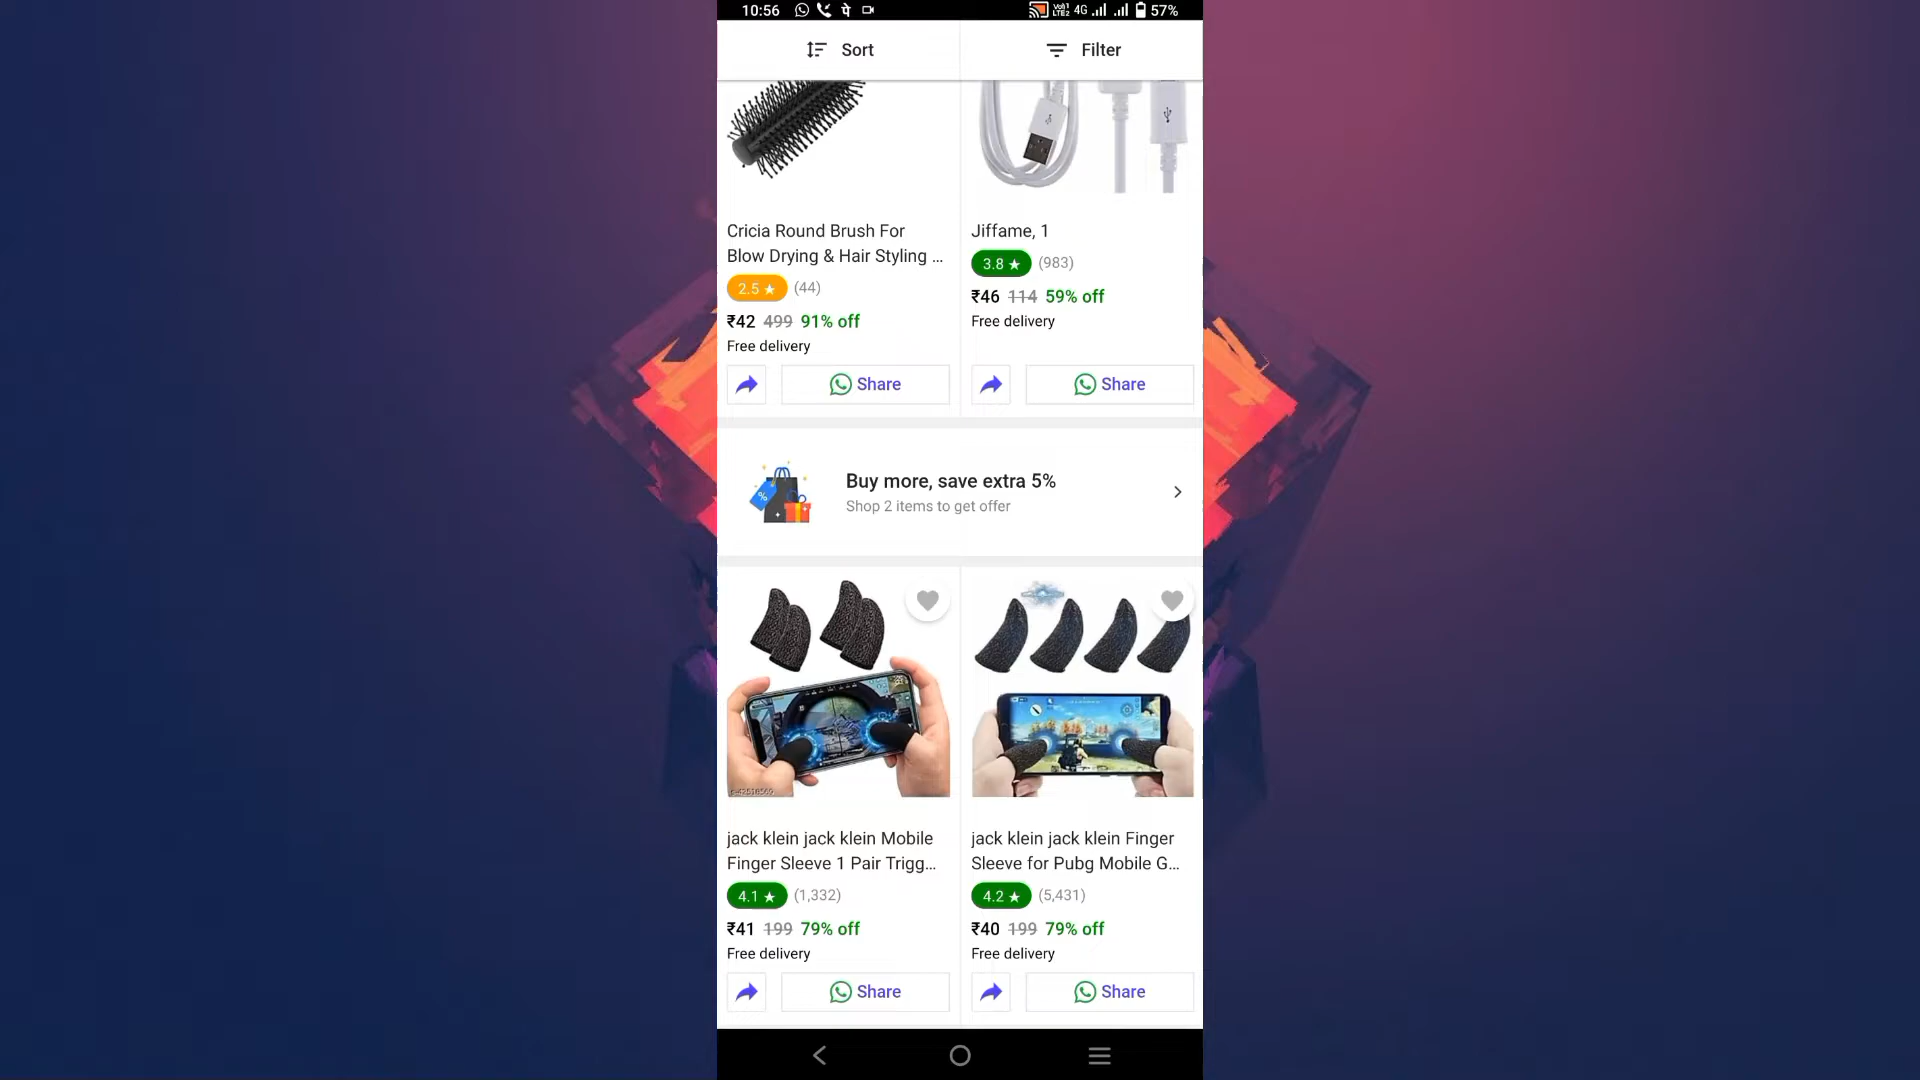 10:56
4G
57%
Sort
Filter
Cricia Round Brush For
Blow Drying & Hair Styling ...
2.5 ★ (44)
₹42 499 91% off
Free delivery
Share
Jiffame, 1
3.8 ★ (983)
₹46 114 59% off
Free delivery
Share
Buy more, save extra 5%
Shop 2 items to get offer
jack klein jack klein Mobile
Finger Sleeve 1 Pair Trigg...
4.1 ★ (1,332)
₹41 199 79% off
Free delivery
Share
jack klein jack klein Finger
Sleeve for Pubg Mobile G...
4.2 ★ (5,431)
₹40 199 79% off
Free delivery
Share